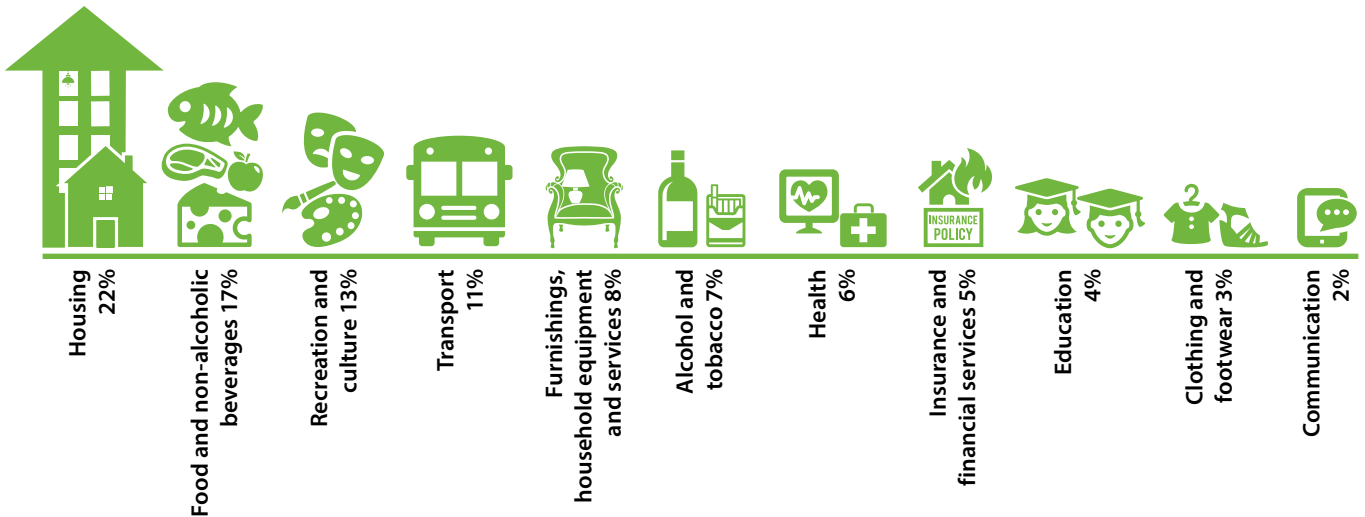 INSURANCE
POLICY
Housing
22%
Food and non-alcoholic
beverages 17%
Recreation and
culture 13%
Transport
11%
Furnishings,
household equipment
and services 8%
Alcohol and
tobacco 7%
Health
6%
Insurance and
financial services 5%
Education
4%
Clothing and
footwear 3%
Communication
2%